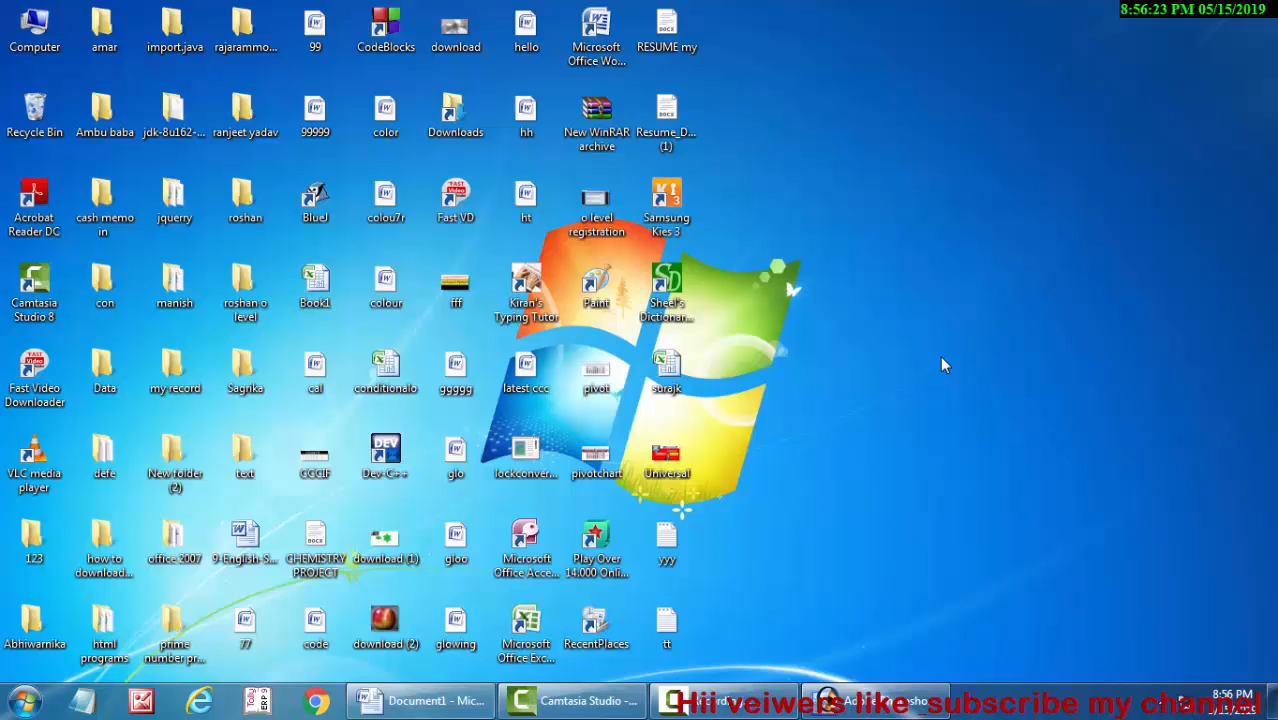 8:56:23 PM 05/15/2019
Computer
amar
import.java
rajarammo...
99
CodeBlocks
download
hello
Microsoft
Office Wo...
RESUME my
Recycle Bin
Ambu baba
jdk-8u162-...
ranjeet yadav
99999
color
Downloads
hh
New WinRAR
archive
Resume_D...
(1)
Acrobat
Reader DC
cash memo
in
jquerry
roshan
BlueJ
colou7r
Fast VD
ht
o level
registration
Samsung
Kies 3
Camtasia
Studio 8
con
manish
roshan o
level
Book1
colour
fff
Kiran's
Typing Tutor
Paint
Sheel's
Dictionar...
Fast Video
Downloader
Data
my record
Sagrika
cal
conditionalo
ggggg
latest ccc
pivot
surajk
VLC media
player
defe
New folder
(2)
text
CCCIF
Dev-C++
glo
lockconver...
pivotchart
Universal
123
how to
download...
office 2007
9-English-S...
CHEMISTRY
PROJECT
download (1)
gloo
Microsoft
Office Acce...
Play Over
14.000 Onli...
yyy
Abhiwarnika
html
programs
prime
number pr...
77
code
download (2)
glowing
Microsoft
Office Exc...
RecentPlaces
tt
Document1 - Mic...
Camtasia Studio -...
Hii veiwers like subscribe my channel
8:56 PM